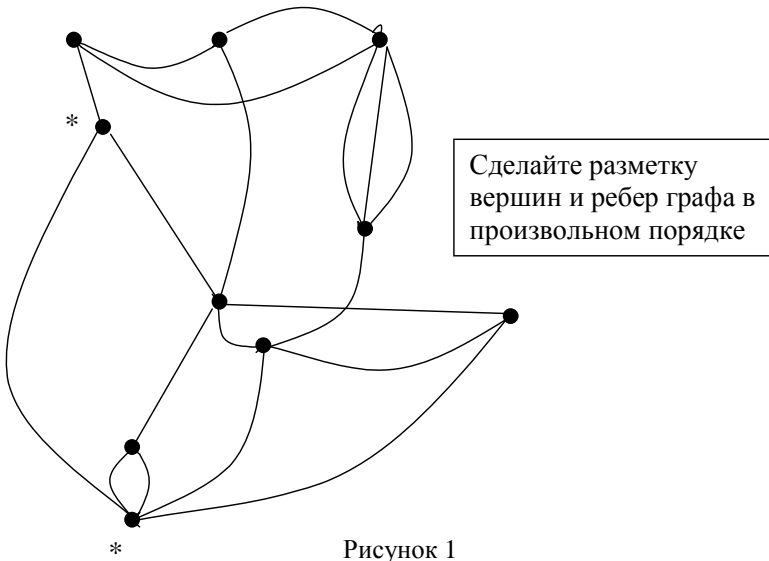 *
Сделайте разметку
вершин и ребер графа в
произвольном порядке
*
Рисунок 1